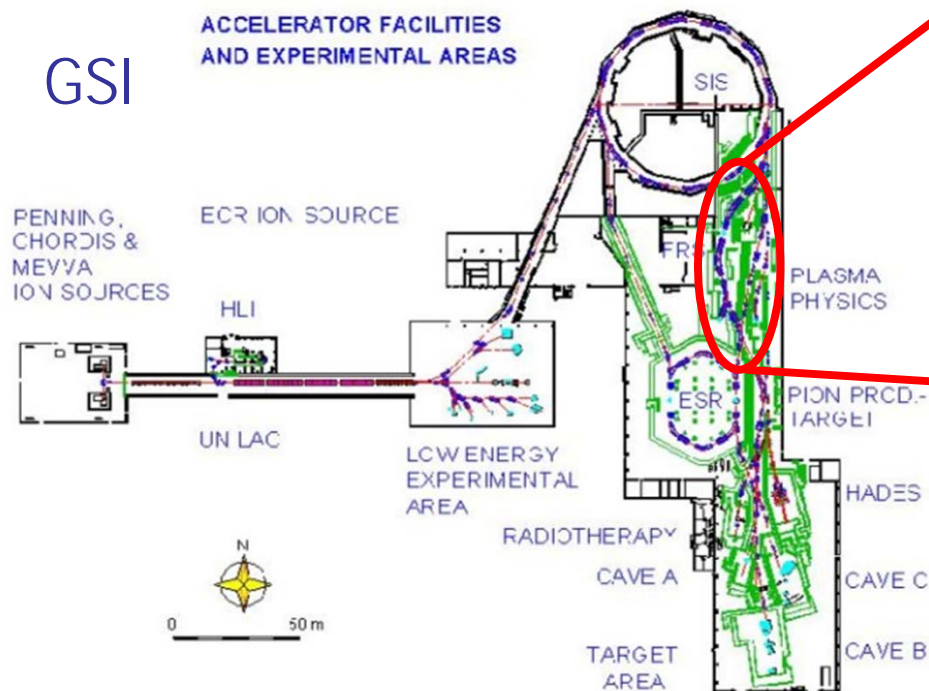 ACCELERATOR FACILITIES
AND EXPERIMENTAL AREAS
GSI
SIS
PENNING,
CHORDIS &
MEVVA
ION SOURCES
ECR ION SOURCE
FRS
PLASMA
PHYSICS
HLI
ESR
PION PROD.-
TARGET
UNILAC
LOW ENERGY
EXPERIMENTAL
AREA
HADES
RADIOTHERAPY
N
CAVE A
CAVE C
0 50 m
TARGET
AREA
CAVE B